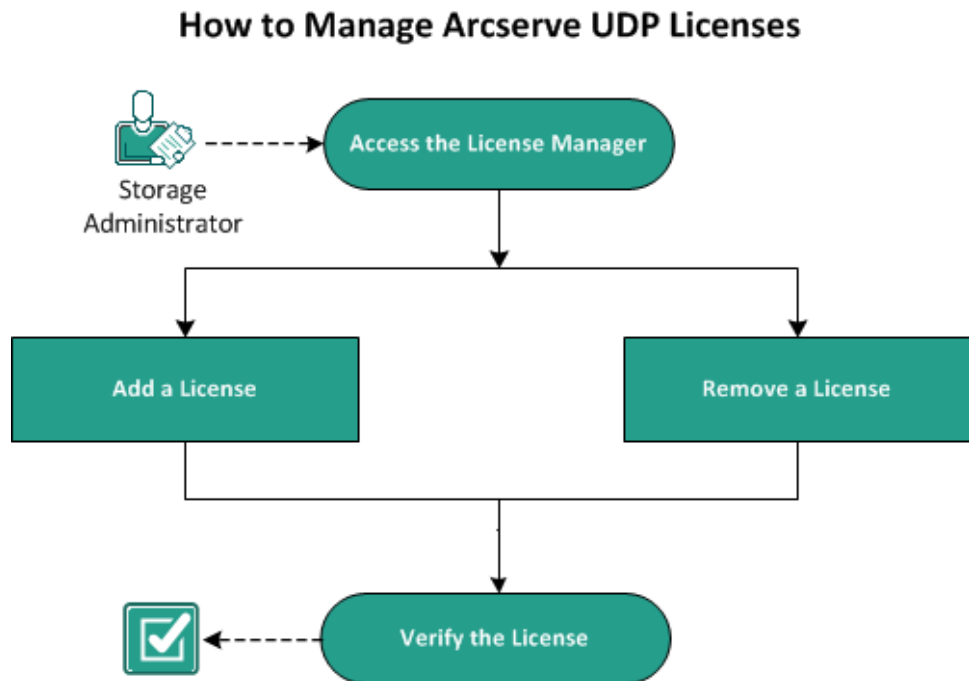 How to Manage Arcserve UDP Licenses
Access the License Manager
Storage
Administrator
Add a License
Remove a License
Verify the License